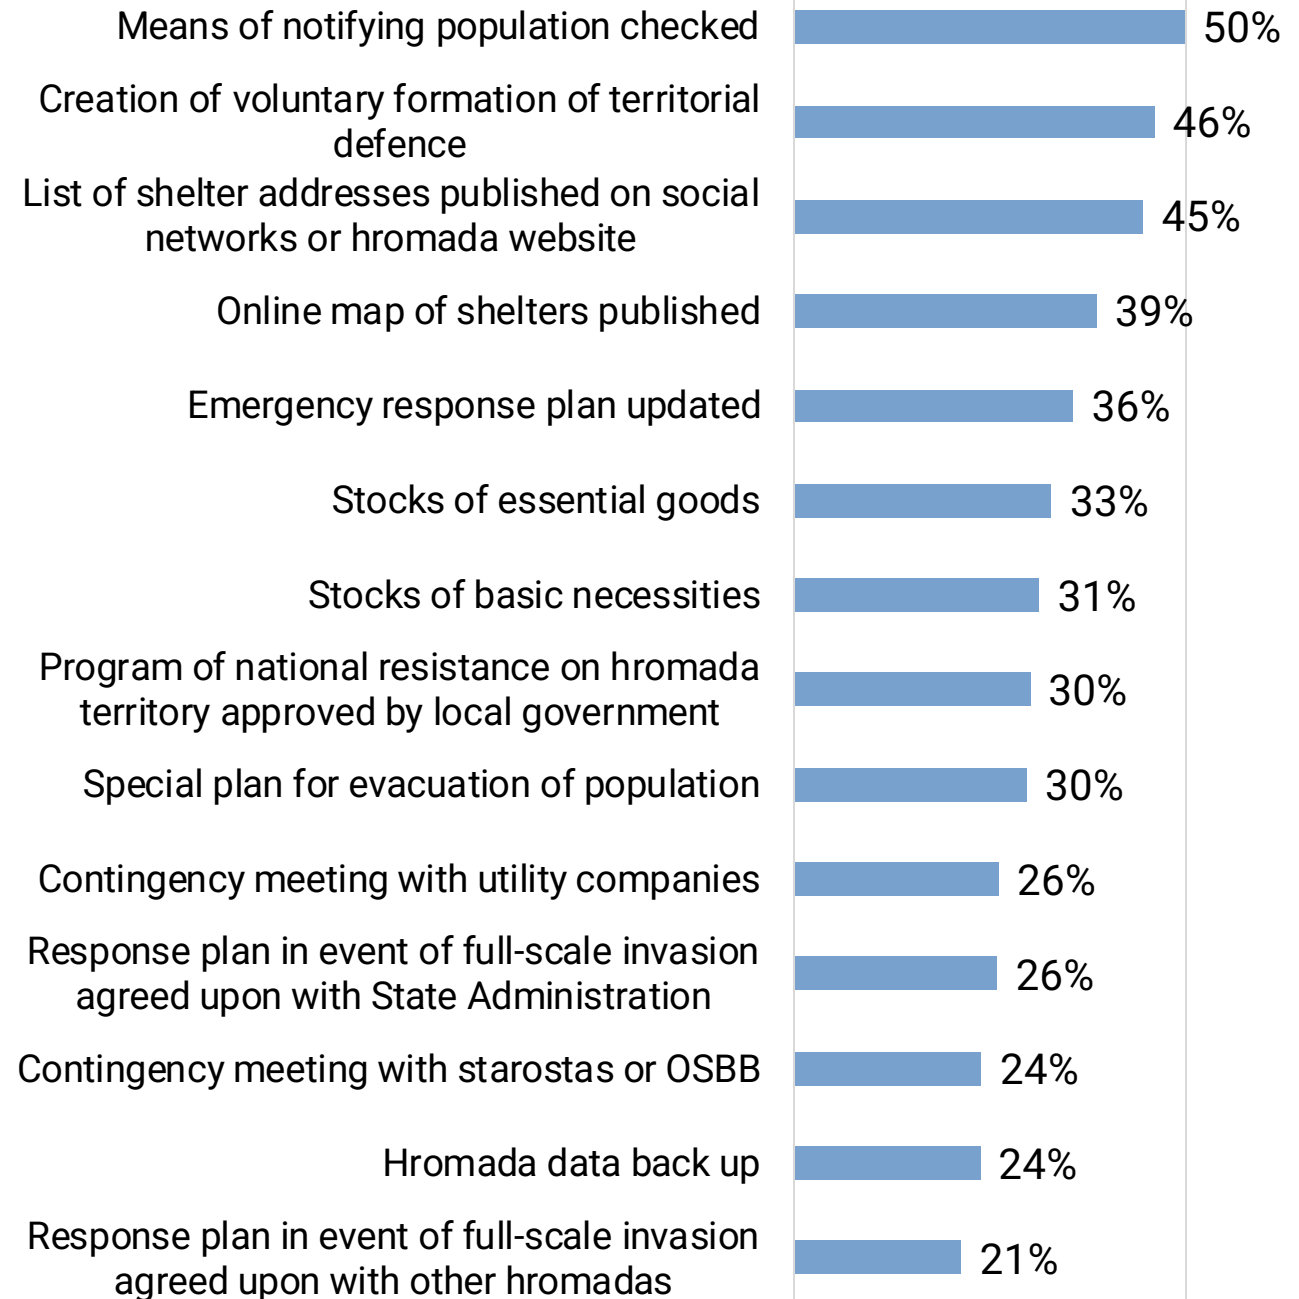 Means of notifying population checked 50%
Creation of voluntary formation of territorial
defence
46%
List of shelter addresses published on social
networks or hromada website
45%
Online map of shelters published 39%
Emergency response plan updated 36%
Stocks of essential goods 33%
Stocks of basic necessities 31%
Program of national resistance on hromada
territory approved by local government
30%
Special plan for evacuation of population 30%
Contingency meeting with utility companies 26%
Response plan in event of full-scale invasion
agreed upon with State Administration
26%
Contingency meeting with starostas or OSBB 24%
Hromada data back up 24%
Response plan in event of full-scale invasion
agreed upon with other hromadas
21%